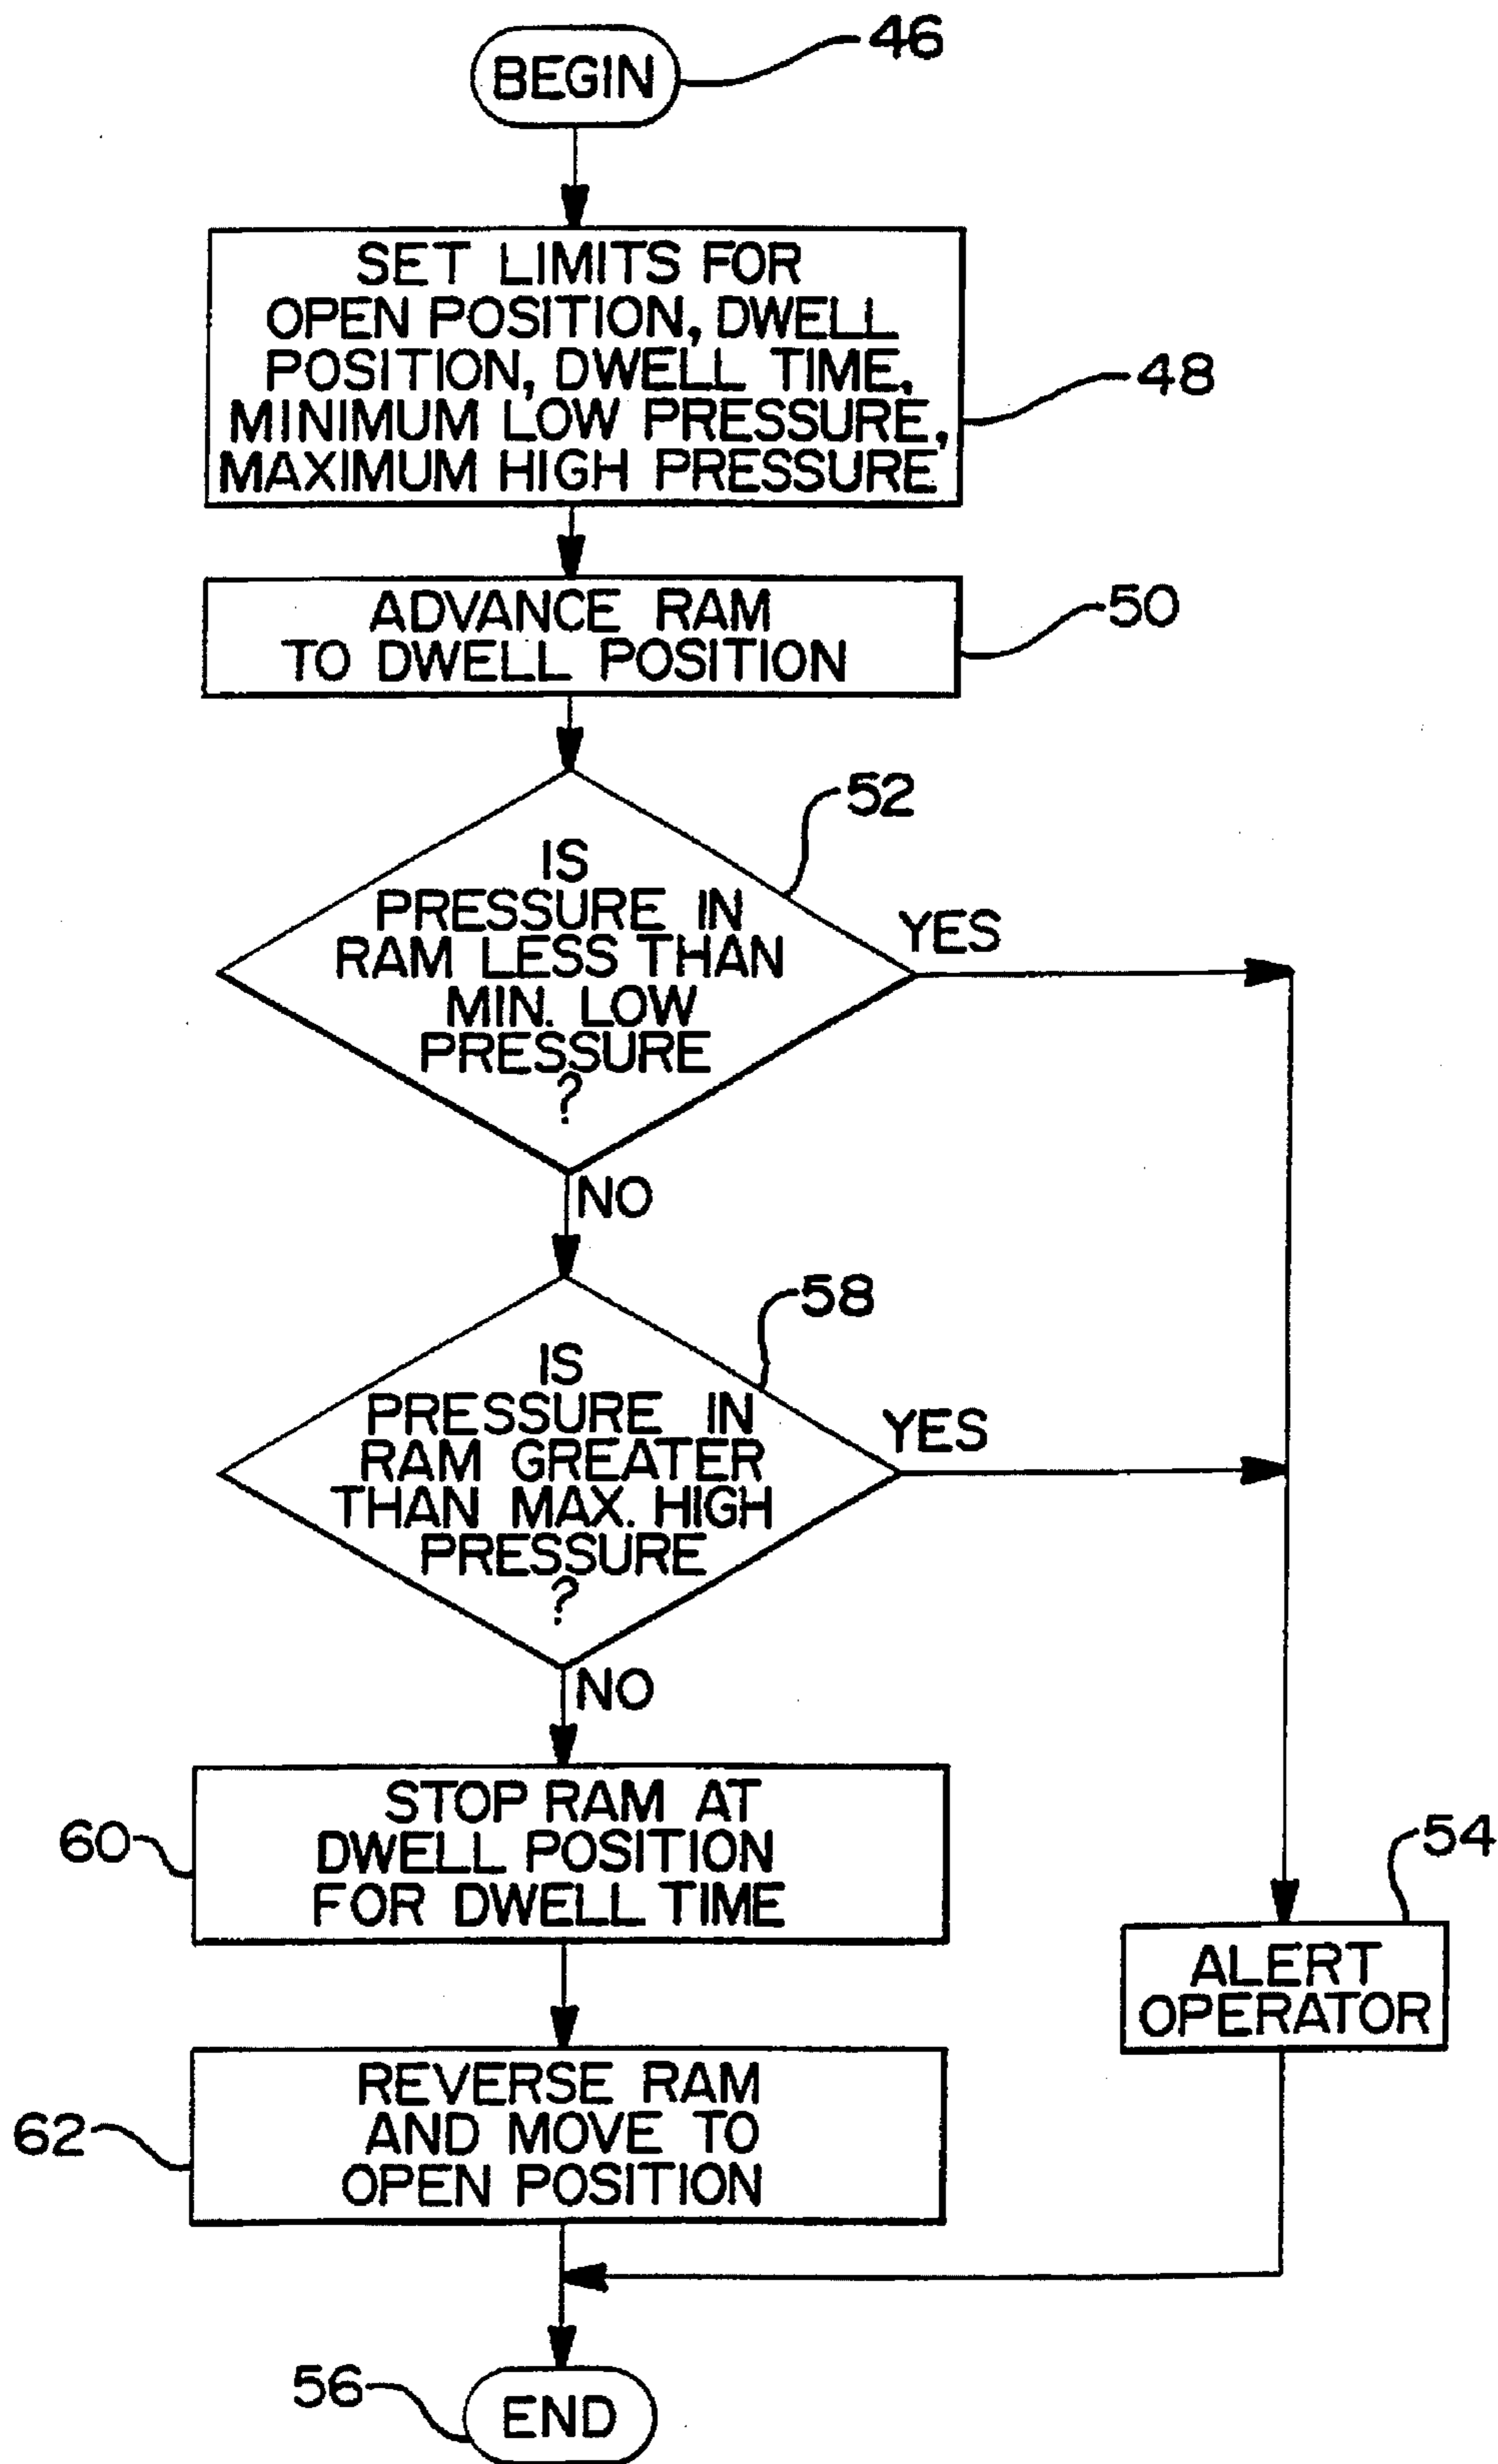 BEGIN
46
SET LIMITS FOR
OPEN POSITION, DWELL
POSITION, DWELL TIME,
MINIMUM LOW PRESSURE,
MAXIMUM HIGH PRESSURE
48
ADVANCE RAM
TO DWELL POSITION
50
52
IS
PRESSURE IN
RAM LESS THAN
MIN. LOW
PRESSURE
?
YES
NO
58
IS
PRESSURE IN
RAM GREATER
THAN MAX. HIGH
PRESSURE
?
YES
NO
STOP RAM AT
DWELL POSITION
FOR DWELL TIME
60
54
ALERT
OPERATOR
REVERSE RAM
AND MOVE TO
OPEN POSITION
62
56
END